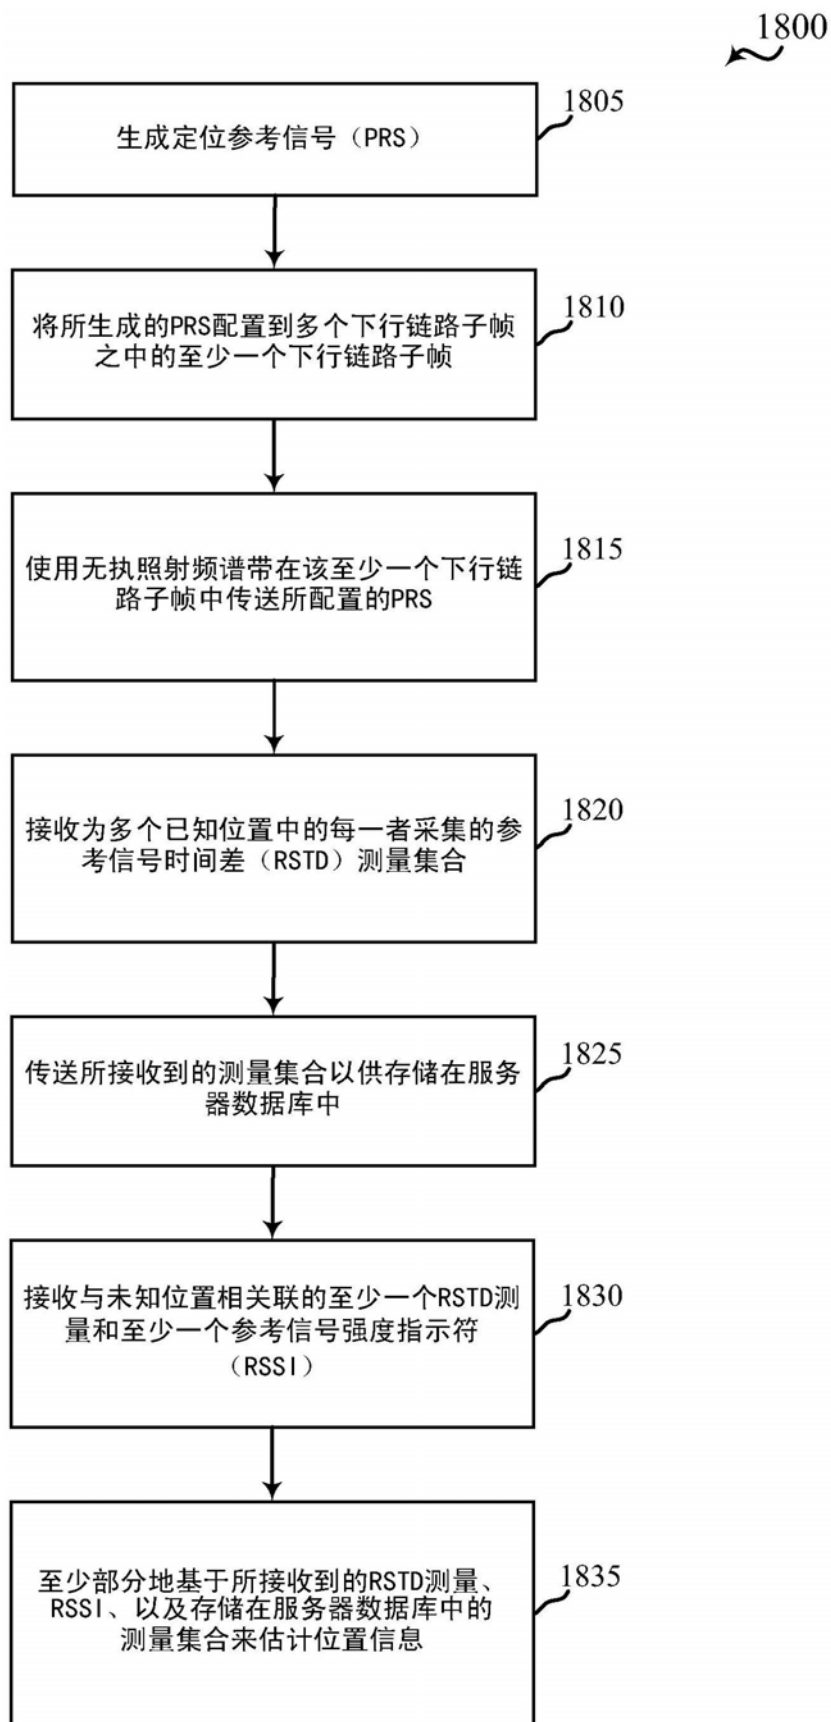 1800
1805
生成定位参考信号（PRS）
1810
将所生成的PRS配置到多个下行链路子帧
之中的至少一个下行链路子帧
1815
使用无执照射频谱带在该至少一个下行链
路子帧中传送所配置的PRS
1820
接收为多个已知位置中的每一者采集的参
考信号时间差（RSTD）测量集合
1825
传送所接收到的测量集合以供存储在服务
器数据库中
1830
接收与未知位置相关联的至少一个RSTD测
量和至少一个参考信号强度指示符
（RSSI）
1835
至少部分地基于所接收到的RSTD测量、
RSSI、以及存储在服务器数据库中的
测量集合来估计位置信息